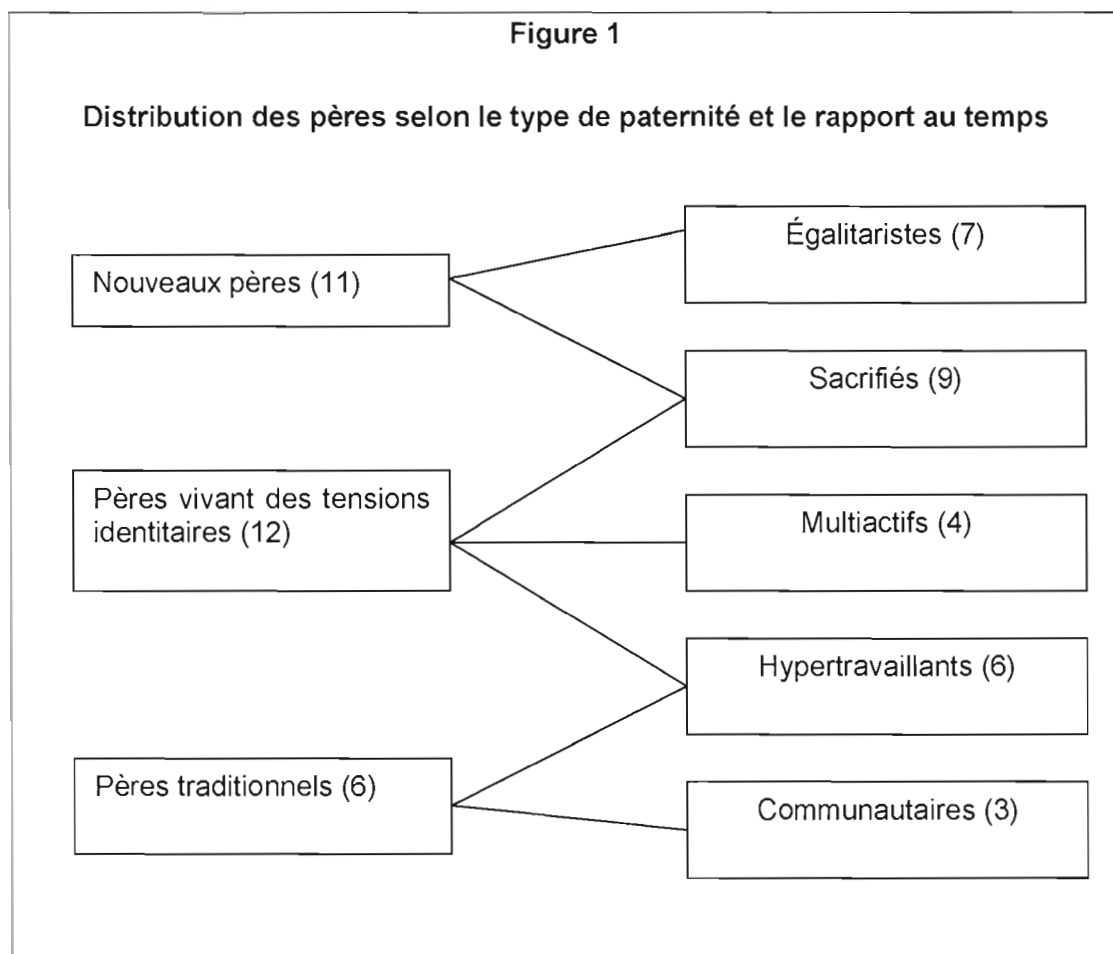 Figure 1
Distribution des pères selon le type de paternité et le rapport au temps
Égalitaristes (7)
Nouveaux pères (11)
Sacrifiés (9)
Pères vivant des tensions
identitaires (12)
Multiactifs (4)
Hypertravaillants (6)
Pères traditionnels (6)
Communautaires (3)